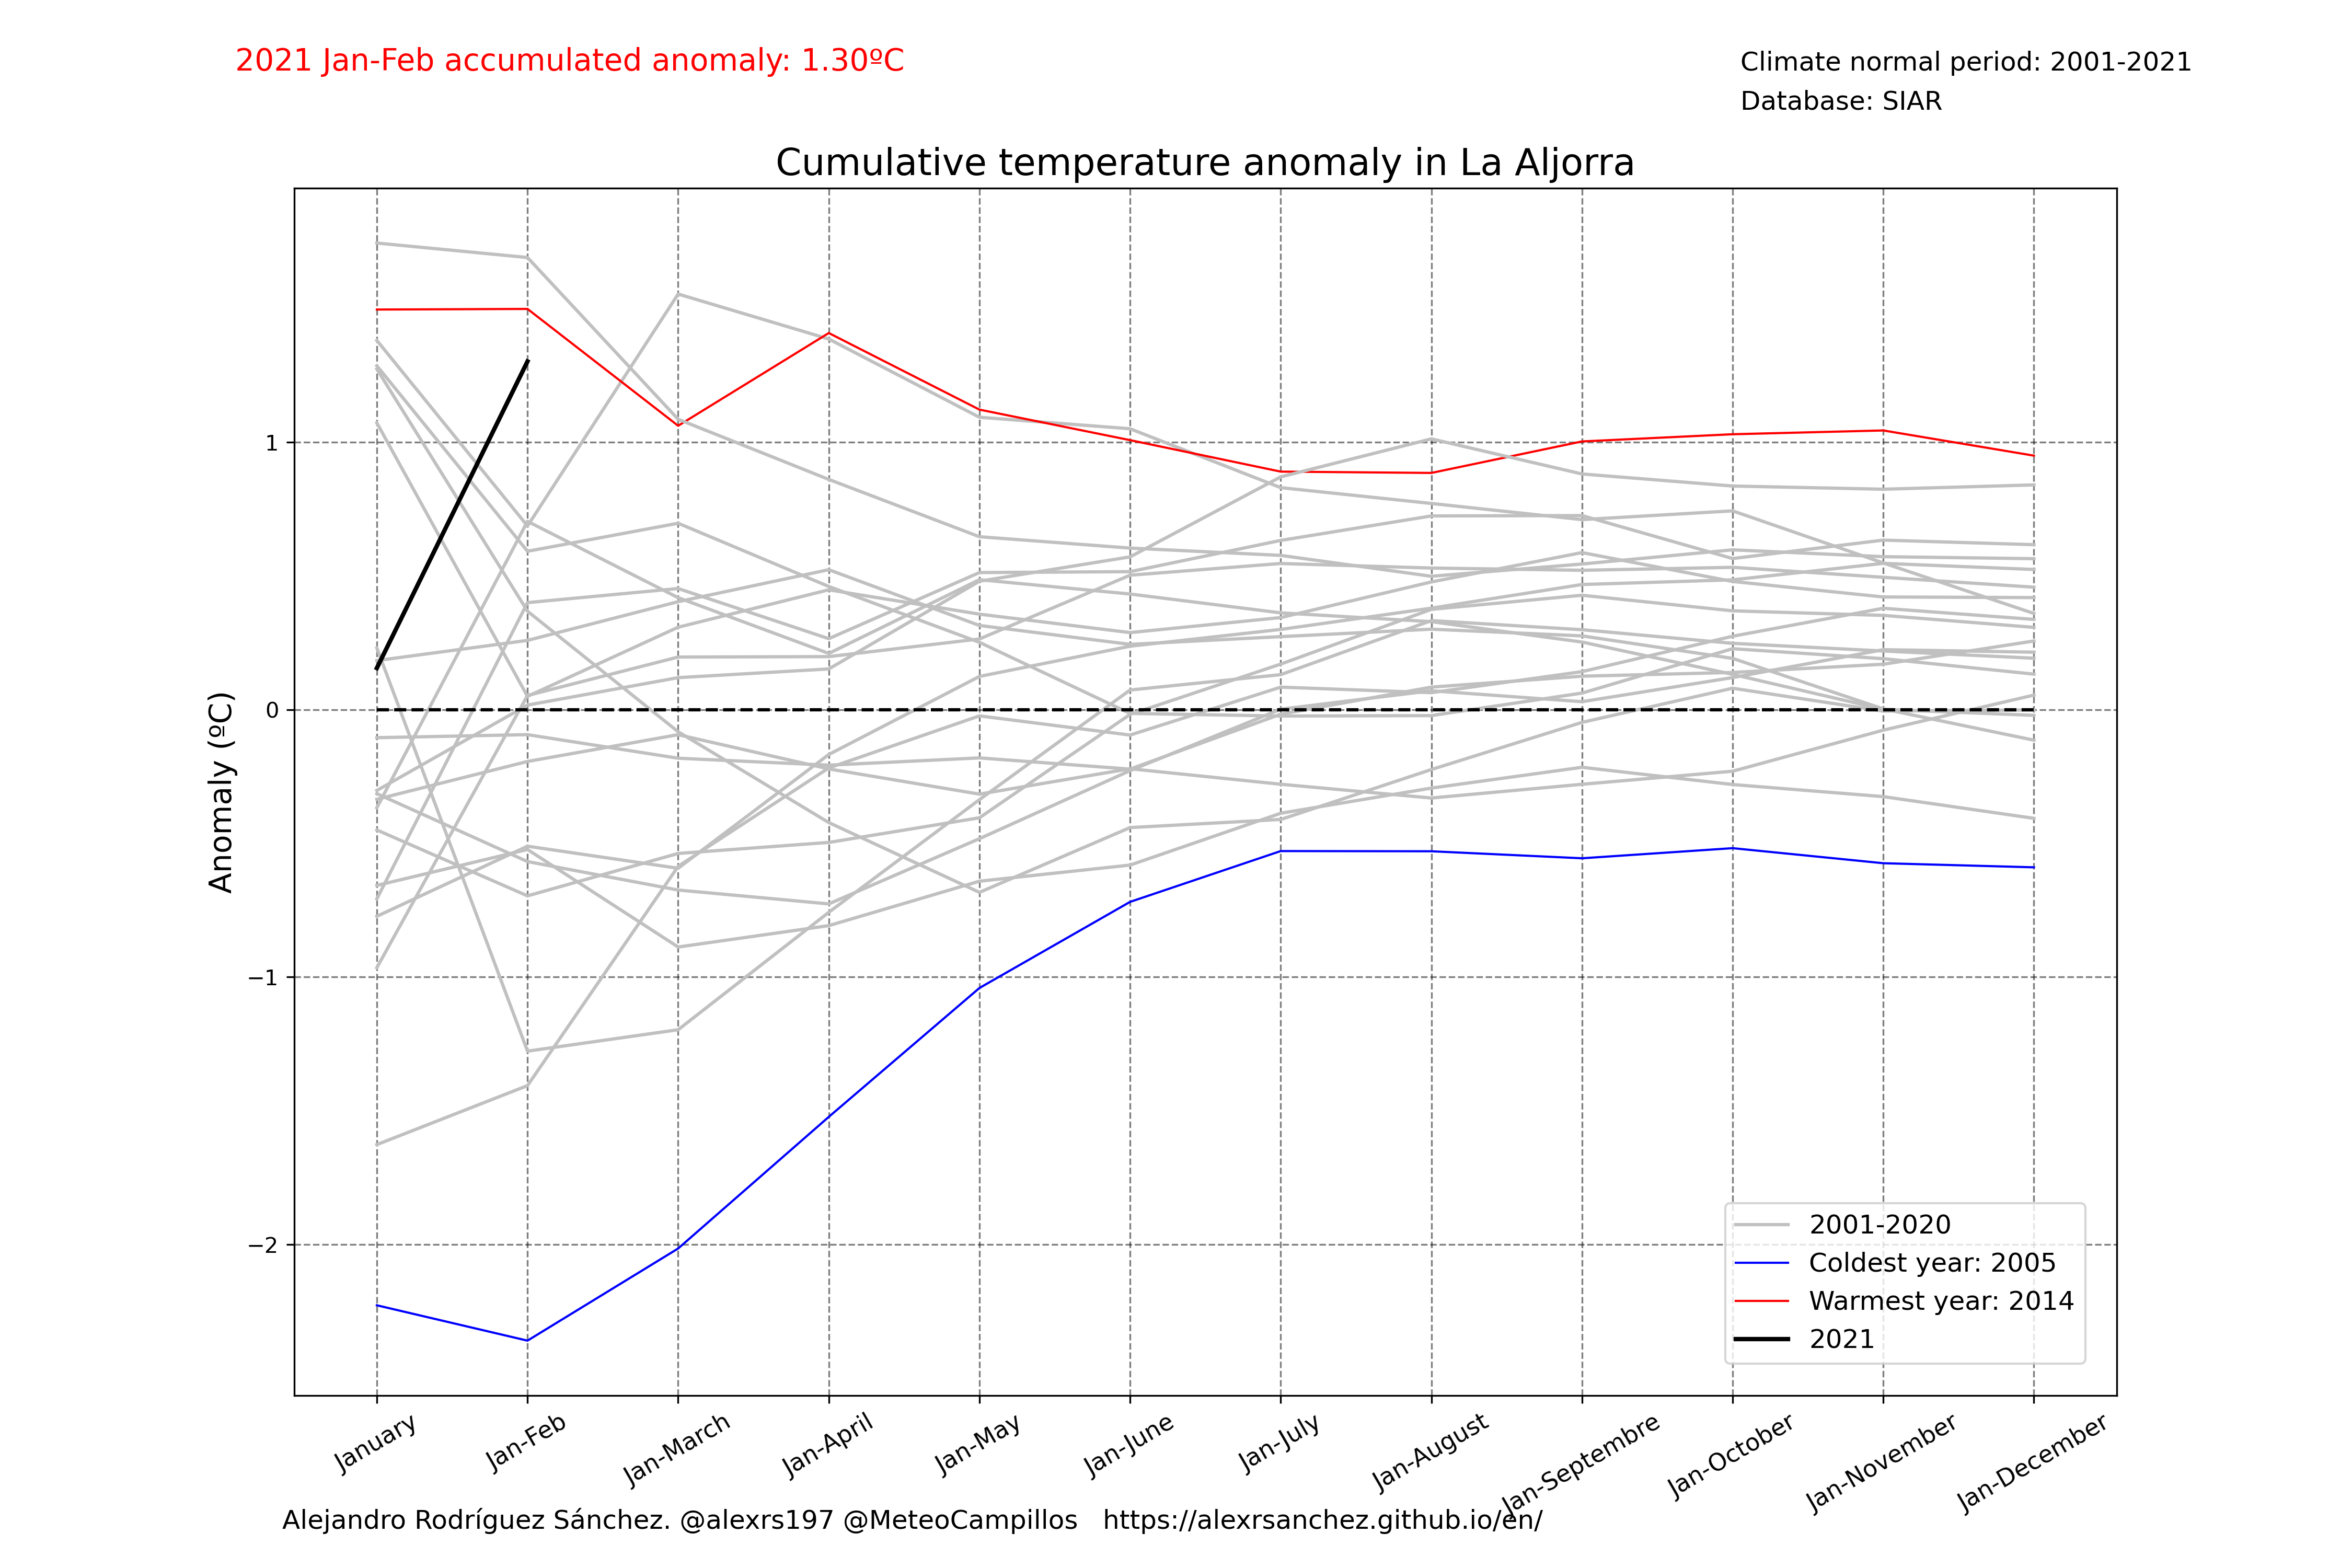 2021 Jan-Feb accumulated anomaly: 1.30ºC
Climate normal period: 2001-2021
Database: SIAR
Cumulative temperature anomaly in La Aljorra
Anomaly (ºC)
1
0
−1
−2
2001-2020
Coldest year: 2005
Warmest year: 2014
2021
January
Jan-Feb
Jan-March
Jan-April
Jan-May
Jan-June
Jan-July
Jan-August
Jan-Septembre
Jan-October
Jan-November
Jan-December
Alejandro Rodríguez Sánchez. @alexrs197 @MeteoCampillos https://alexrsanchez.github.io/en/